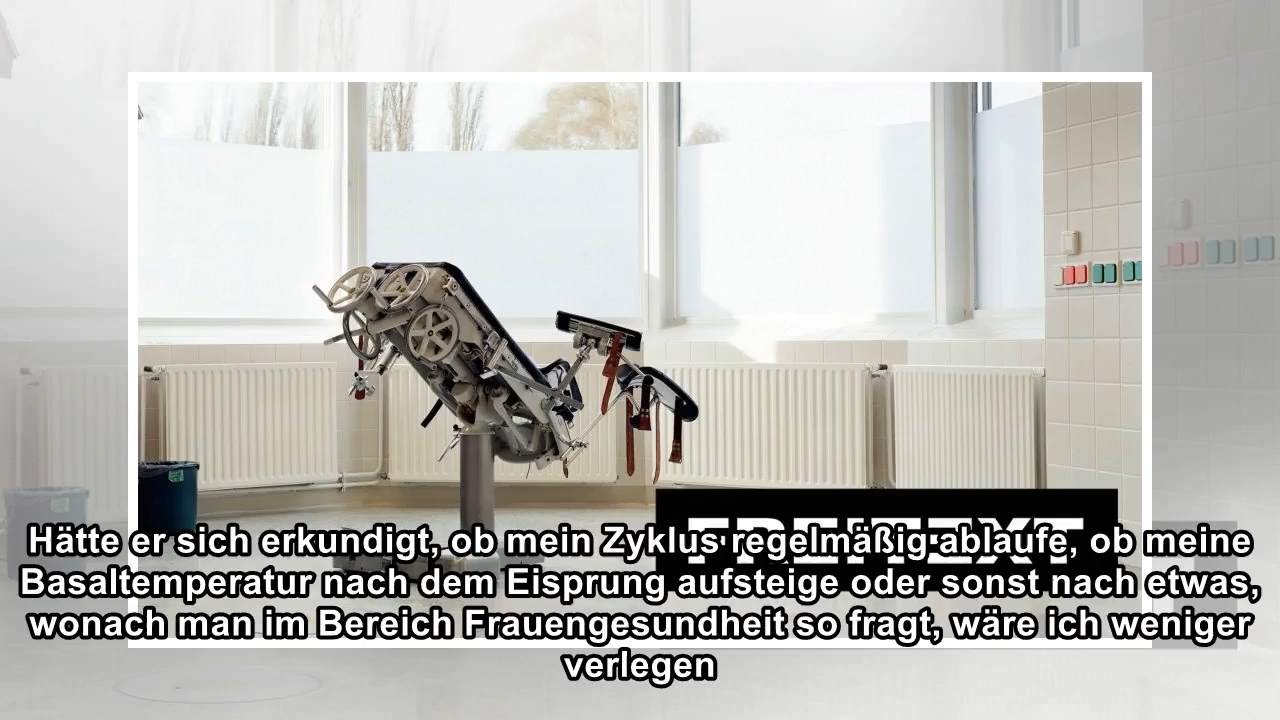 FREITEXT
Hätte er sich erkundigt, ob mein Zyklus regelmäßig ablaufe, ob meine
Basaltemperatur nach dem Eisprung aufsteige oder sonst nach etwas,
wonach man im Bereich Frauengesundheit so fragt, wäre ich weniger
verlegen